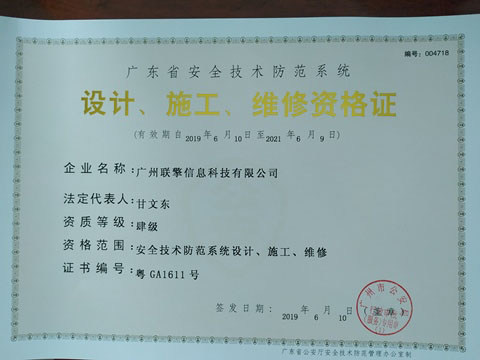 编号：004718
广东省安全技术防范系统
设计、施工、维修资格证
(有效期自2019年6月10日至2021年6月9日)
企业名称：广州联擎信息科技有限公司
法定代表人：甘文东
资质等级：肆级
资格范围：安全技术防范系统设计、施工、维修
证书编号：粤GA1611号
签发日期：2019年6月10日（盖章）
广州市公安
广东省公安厅安全技术防范管理办公室制